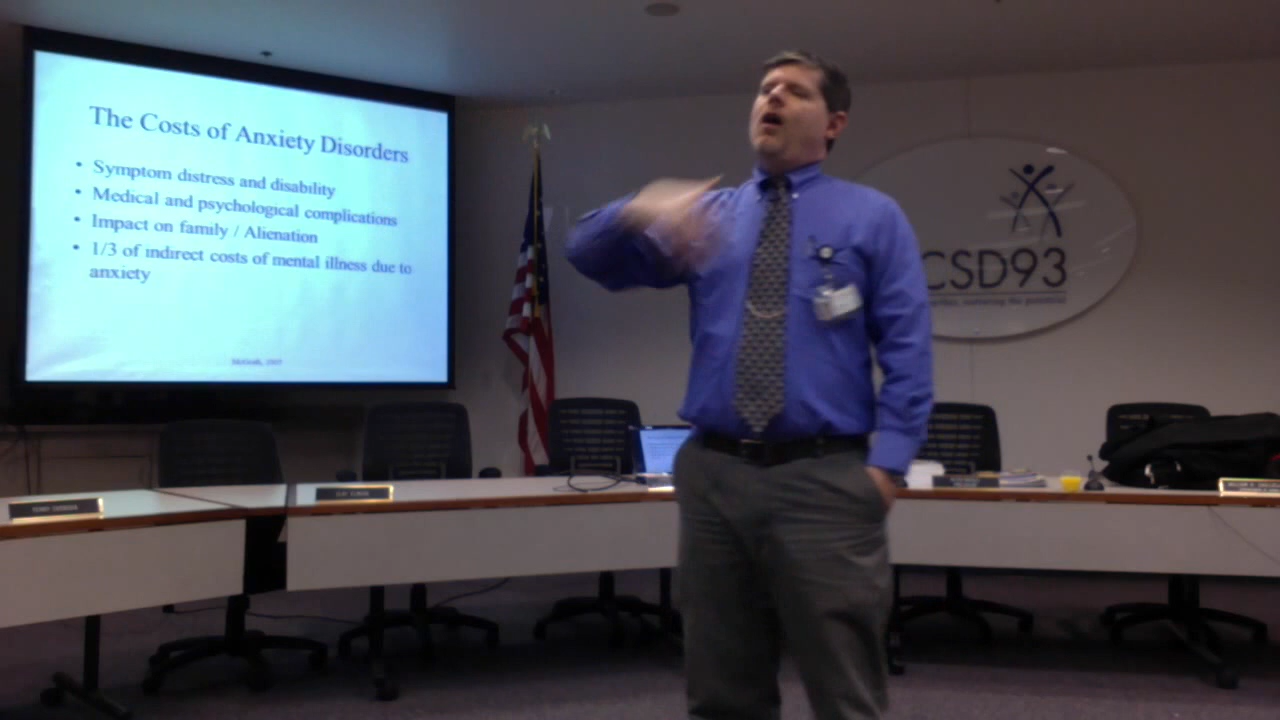 The Costs of Anxiety Disorders
• Symptom distress and disability
• Medical and psychological complications
• Impact on family / Alienation
• 1/3 of indirect costs of mental illness due to
anxiety
CSD93